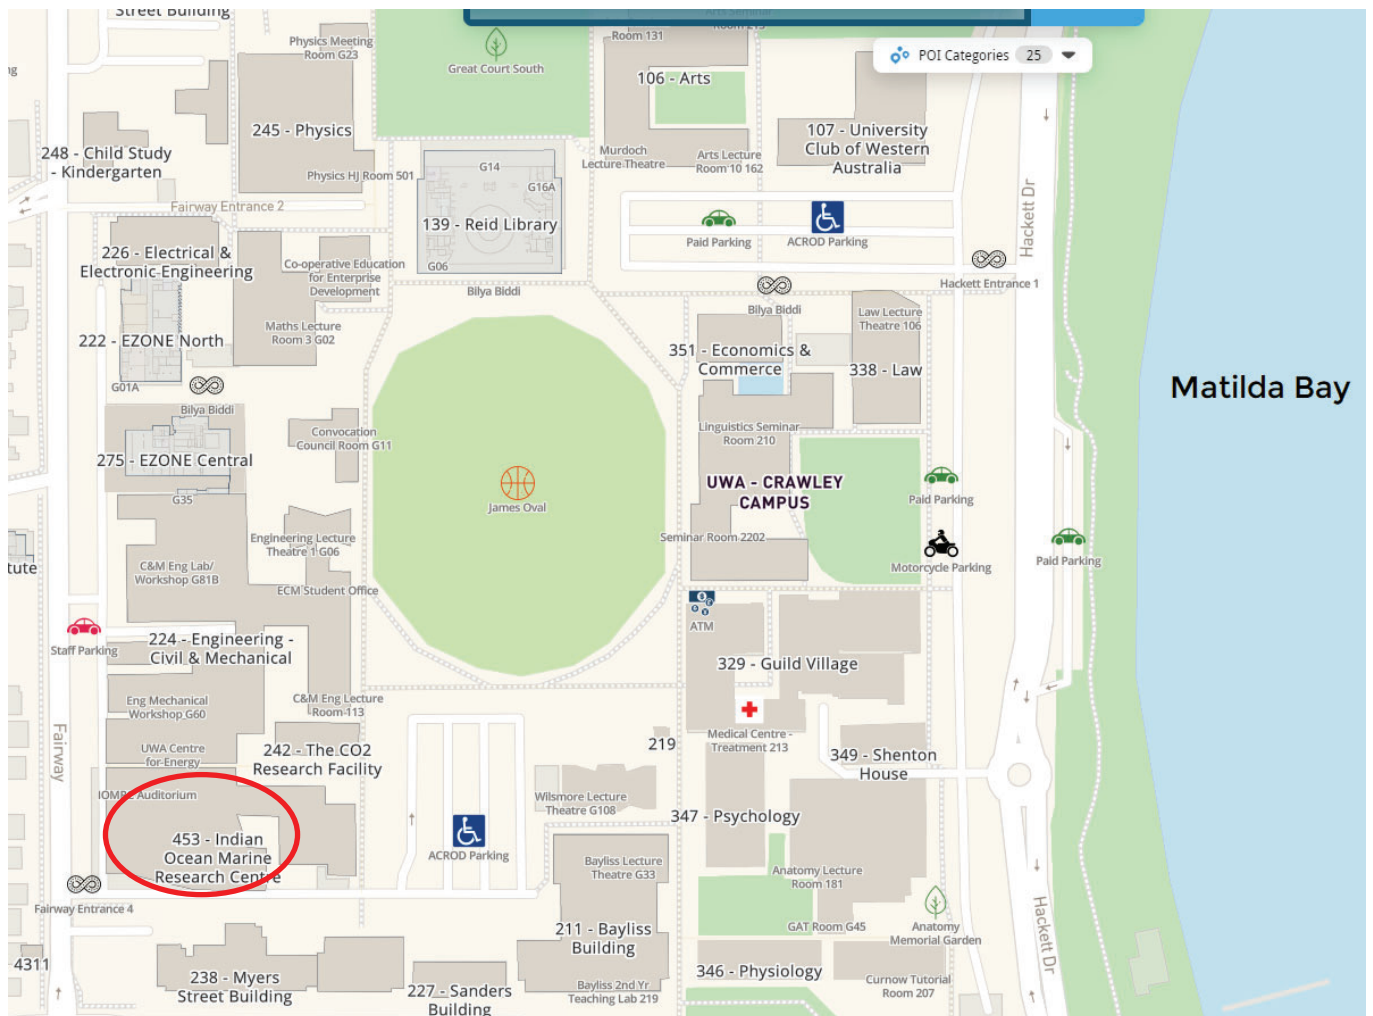 Street Building
Physics Meeting
Room G23
Great Court South
Room 131
106 - Arts
POI Categories 25
245 - Physics
107 - University
Club of Western
Australia
248 - Child Study
- Kindergarten
Murdoch
Lecture Theatre
Arts Lecture
Room 10 162
Physics HJ Room 501
G14
G16A
Fairway Entrance 2
139 - Reid Library
G06
Paid Parking
ACROD Parking
Hackett Dr
226 - Electrical &
Electronic Engineering
Co-operative Education
for Enterprise
Development
Bilya Biddi
Hackett Entrance 1
Bilya Biddi
Law Lecture
Theatre 106
Maths Lecture
Room 3 G02
222 - EZONE North
351 - Economics &
Commerce
338 - Law
G01A
Matilda Bay
Bilya Biddi
Convocation
Council Room G11
Linguistics Seminar
Room 210
275 - EZONE Central
UWA - CRAWLEY
CAMPUS
G35
James Oval
Paid Parking
Engineering Lecture
Theatre 1 G06
Seminar Room 2202
Motorcycle Parking
Paid Parking
tute
C&M Eng Lab/
Workshop G81B
ECM Student Office
ATM
Staff Parking
224 - Engineering -
Civil & Mechanical
329 - Guild Village
Eng Mechanical
Workshop G60
C&M Eng Lecture
Room 113
Medical Centre -
Treatment 213
Fairway
UWA Centre
for Energy
242 - The CO2
Research Facility
219
349 - Shenton
House
IOMRC Auditorium
Wilsmore Lecture
Theatre G108
347 - Psychology
453 - Indian
Ocean Marine
Research Centre
ACROD Parking
Bayliss Lecture
Theatre G33
Anatomy Lecture
Room 181
Fairway Entrance 4
211 - Bayliss
Building
GAT Room G45
Anatomy
Memorial Garden
Hackett Dr
4311
238 - Myers
Street Building
227 - Sanders
Building
Bayliss 2nd Yr
Teaching Lab 219
346 - Physiology
Curnow Tutorial
Room 207